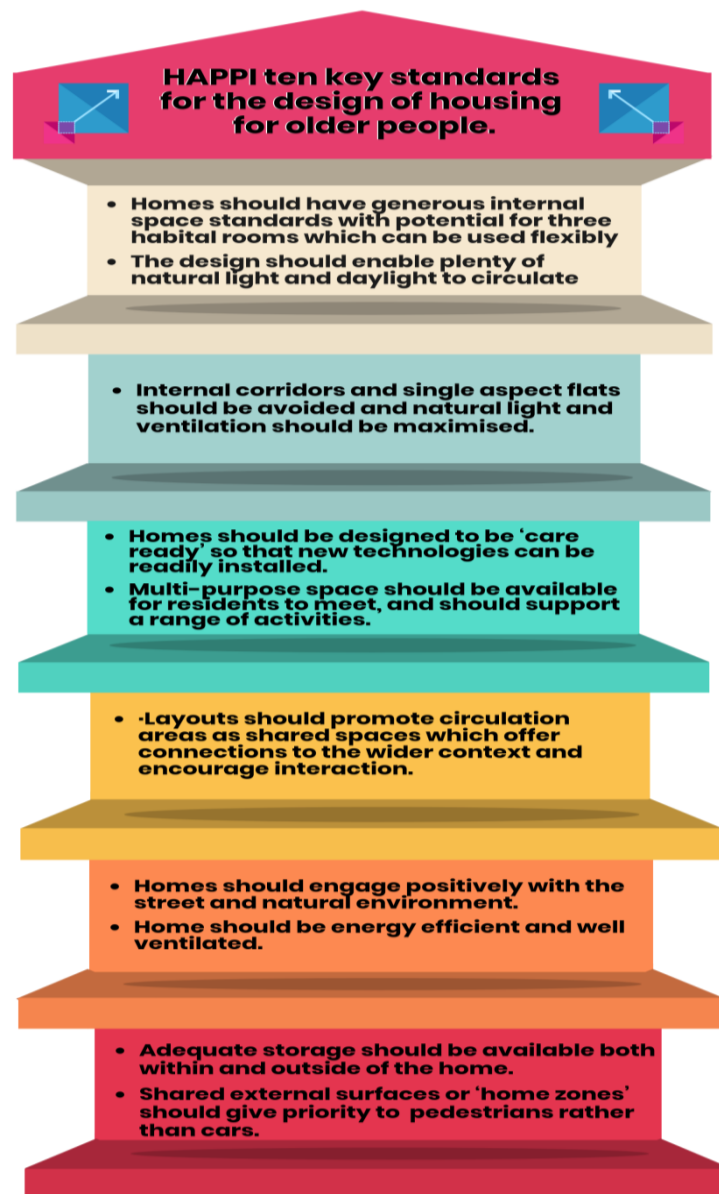 HAPPI ten key standards
for the design of housing
for older people.
• Homes should have generous internal
space standards with potential for three
habital rooms which can be used flexibly
• The design should enable plenty of
natural light and daylight to circulate
• Internal corridors and single aspect flats
should be avoided and natural light and
ventilation should be maximised.
• Homes should be designed to be ‘care
ready’ so that new technologies can be
readily installed.
• Multi-purpose space should be available
for residents to meet, and should support
a range of activities.
• ·Layouts should promote circulation
areas as shared spaces which offer
connections to the wider context and
encourage interaction.
• Homes should engage positively with the
street and natural environment.
• Home should be energy efficient and well
ventilated.
• Adequate storage should be available both
within and outside of the home.
• Shared external surfaces or ‘home zones’
should give priority to pedestrians rather
than cars.